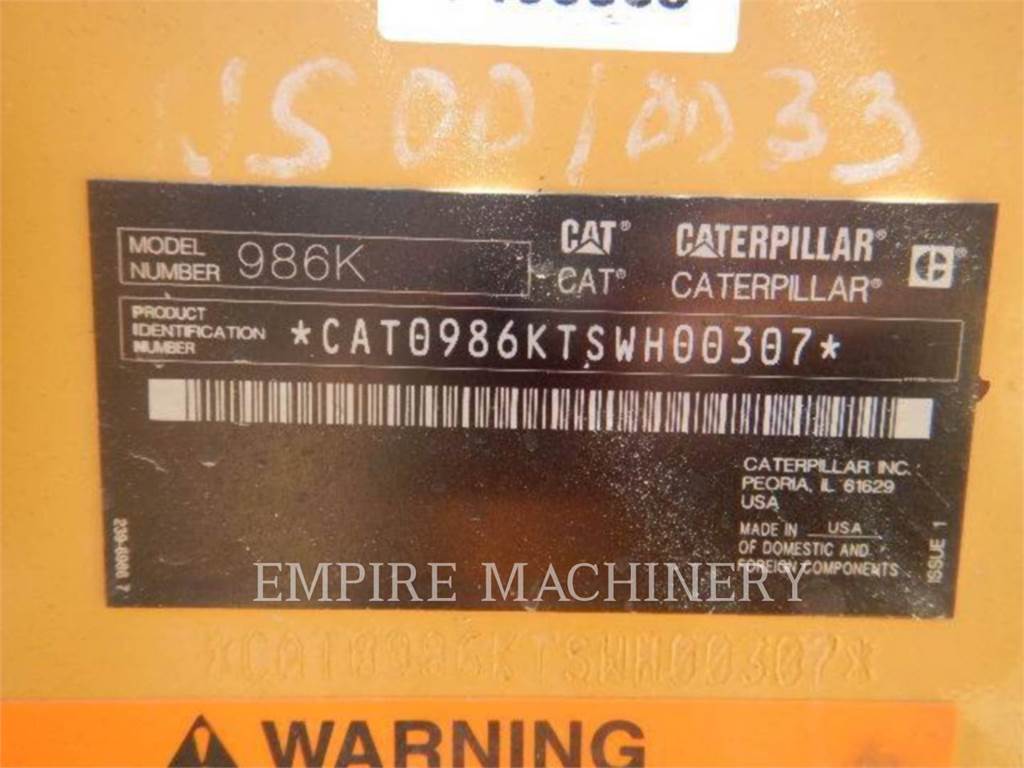 US0010033
MODEL NUMBER 986K
CAT® CATERPILLAR®
CAT® CATERPILLAR®
PRODUCT IDENTIFICATION NUMBER *CAT0986KTSWH00307*
CATERPILLAR INC.
PEORIA, IL 61629
USA
MADE IN USA
OF DOMESTIC AND
FOREIGN COMPONENTS
ISSUE 1
EMPIRE MACHINERY
*CAT0986KTSWH00307*
WARNING